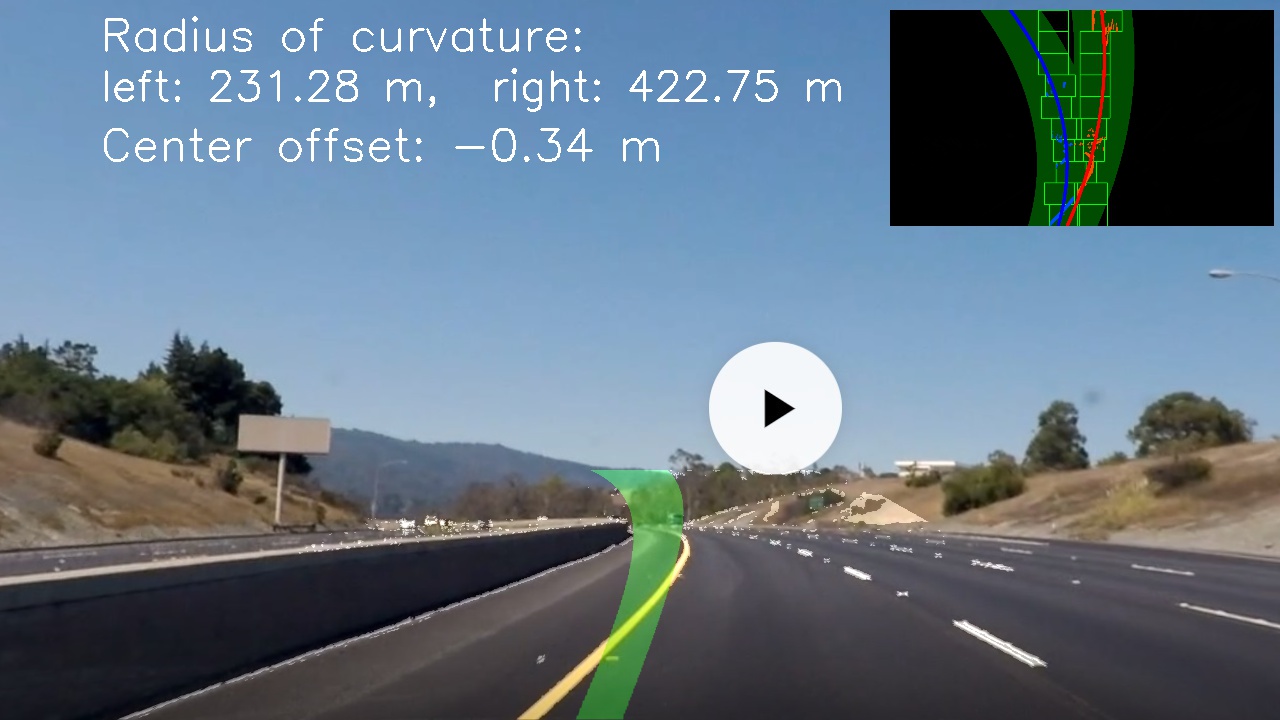 Radius of curvature:
left: 231.28 m, right: 422.75 m
Center offset: −0.34 m